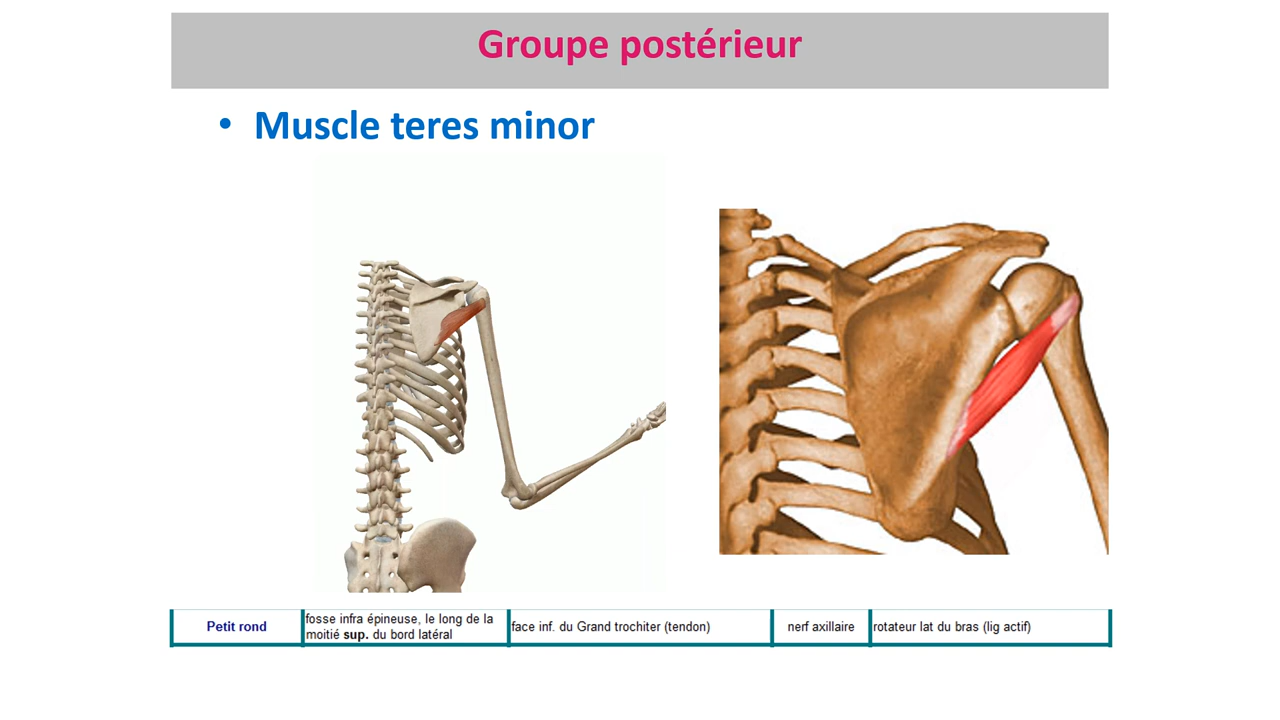 Groupe postérieur
• Muscle teres minor
Petit rond
fosse infra épineuse, le long de la
moitié sup. du bord latéral
face inf. du Grand trochiter (tendon)
nerf axillaire
rotateur lat du bras (lig actif)